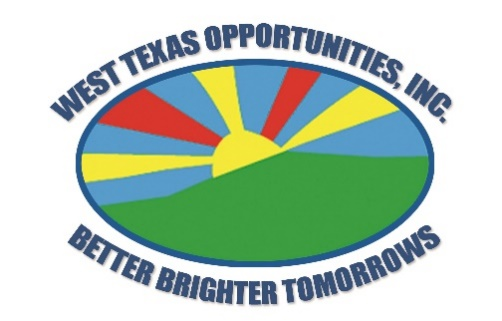 WEST TEXAS OPPORTUNITIES, INC.
BETTER BRIGHTER TOMORROWS